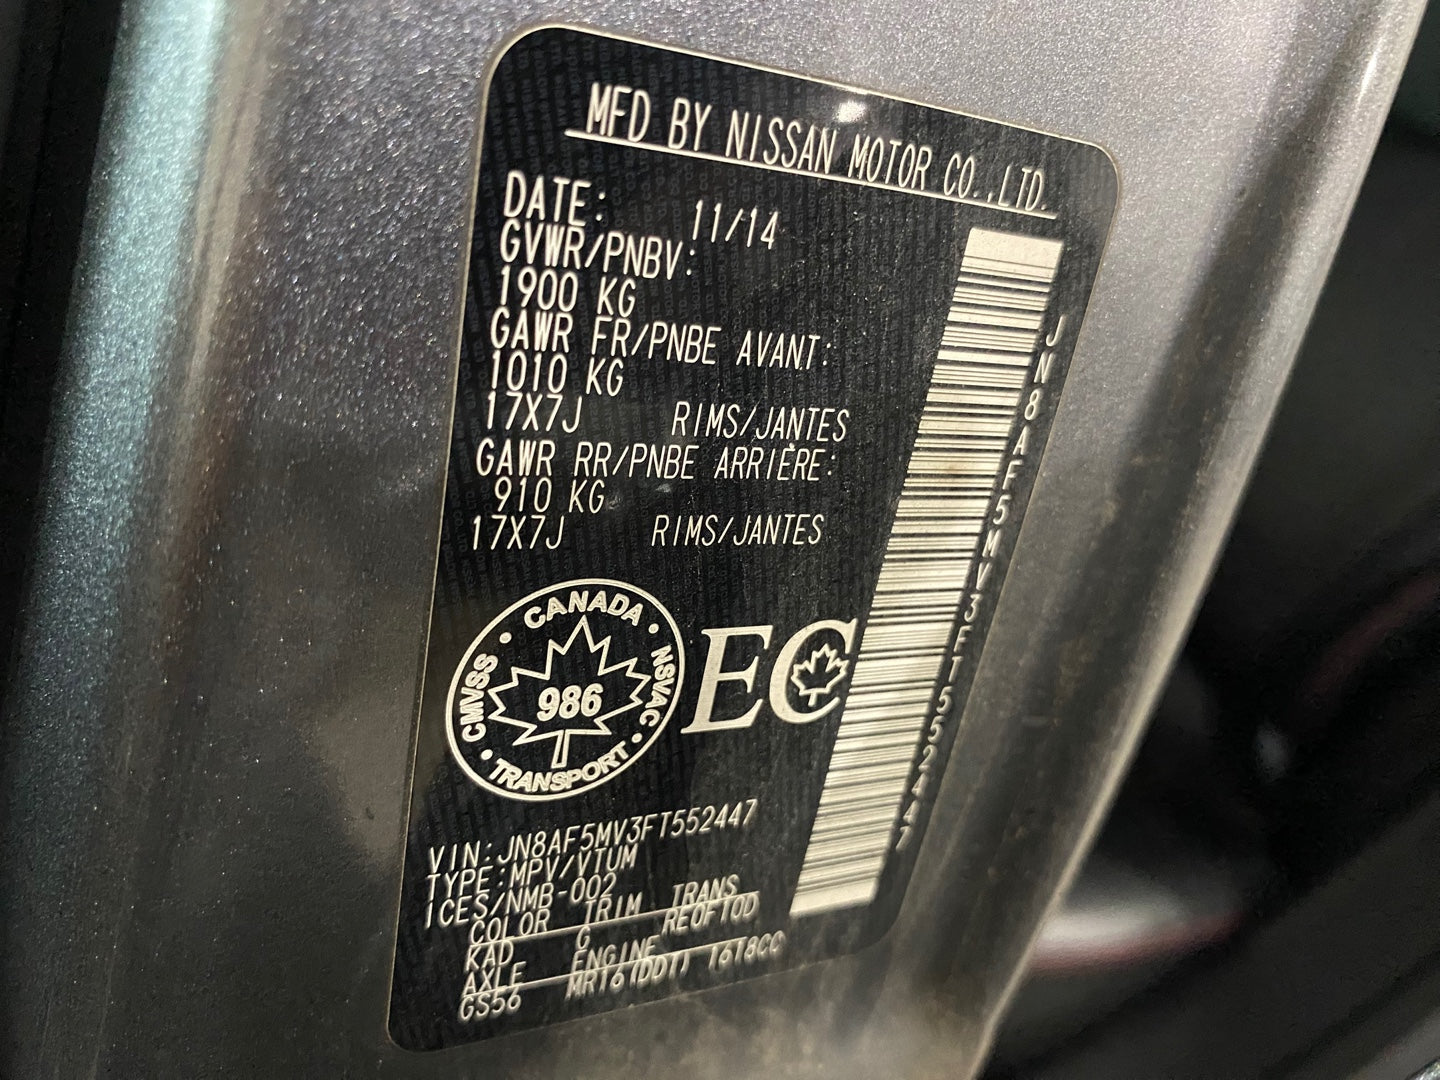 MFD BY NISSAN MOTOR CO.,LTD.
DATE: 11/14
GVWR/PNBV:
1900 KG
GAWR FR/PNBE AVANT:
1010 KG
17X7J RIMS/JANTES
GAWR RR/PNBE ARRIÈRE:
910 KG
17X7J RIMS/JANTES
CANADA
CMVSS
NSVAC
986
TRANSPORT
EC
JN8AF5MV3FT552447
VIN:JN8AF5MV3FT552447
TYPE:MPV/VTUM
ICES/NMB-002
COLOR TRIM TRANS
KAD G RE0F10D
AXLE ENGINE
GS56 MR16(DDT) 1618CC